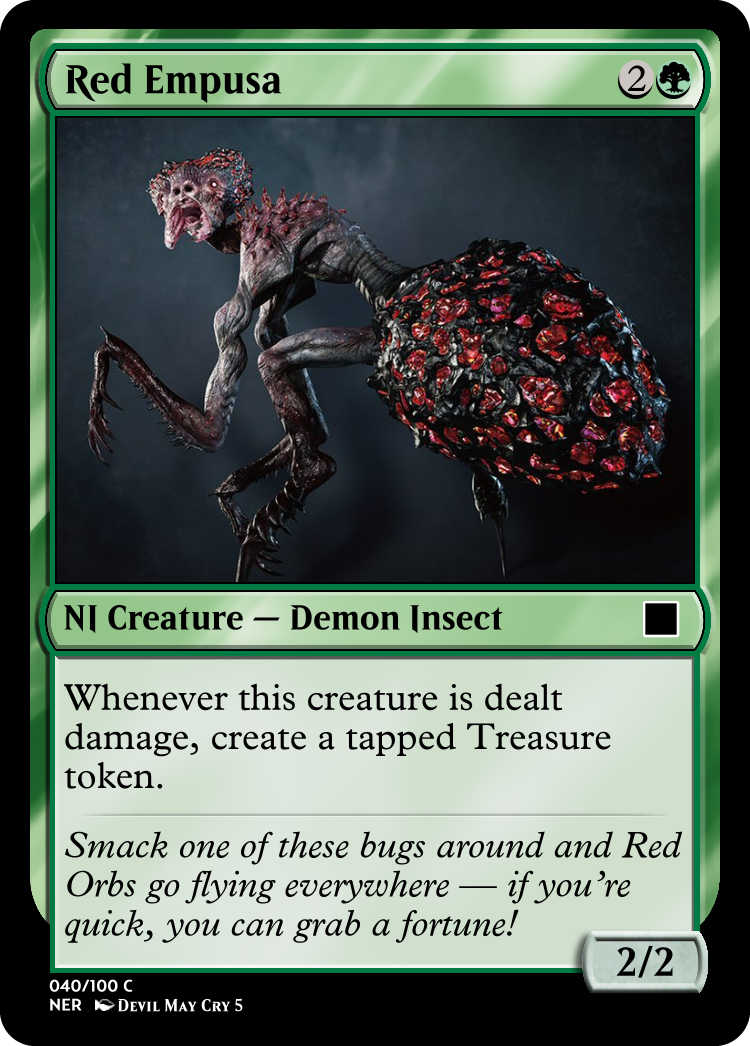 Red Empusa
2
NI Creature — Demon Insect
Whenever this creature is dealt
damage, create a tapped Treasure
token.
Smack one of these bugs around and Red
Orbs go flying everywhere — if you're
quick, you can grab a fortune!
2/2
040/100 C
NER Devil May Cry 5